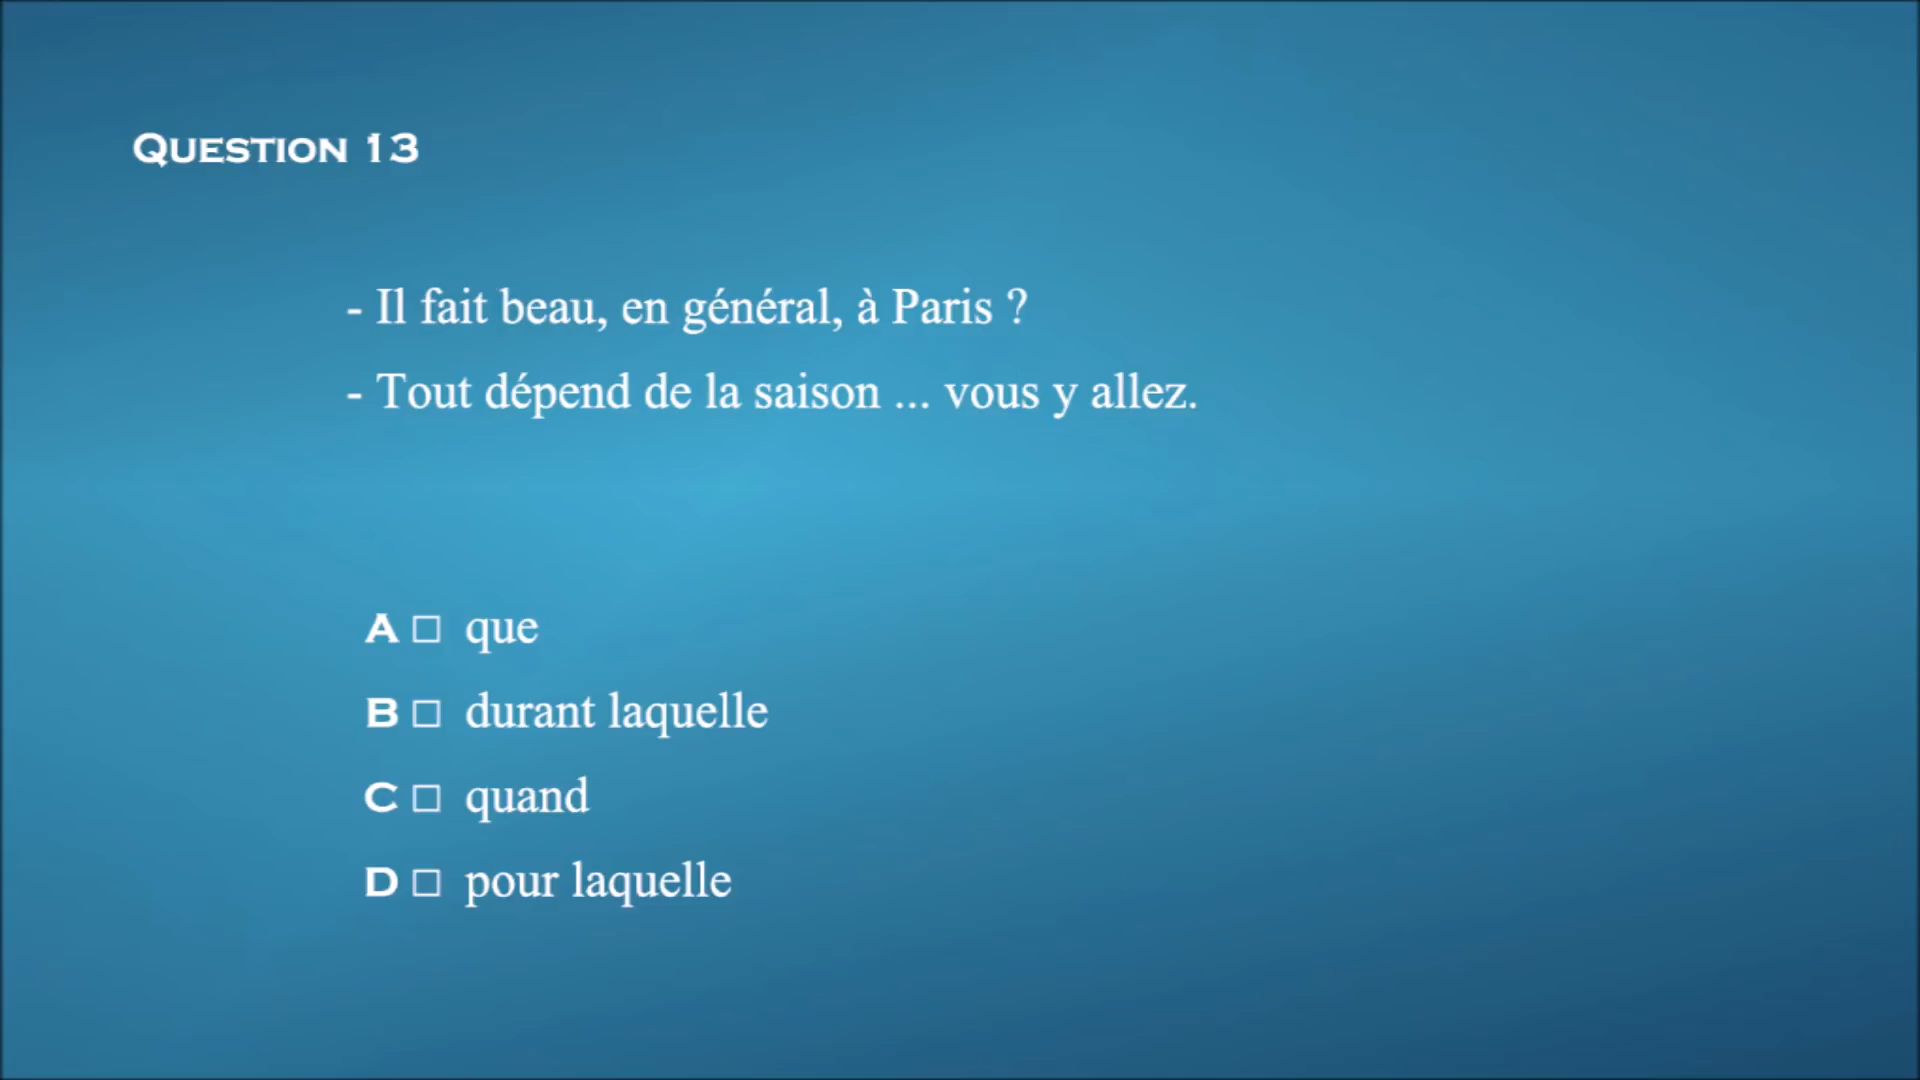 QUESTION 13
- Il fait beau, en général, à Paris ?
- Tout dépend de la saison ... vous y allez.
A □ que
B □ durant laquelle
C □ quand
D □ pour laquelle